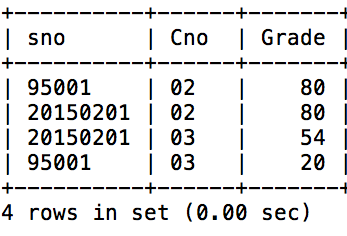 +----------+------+-------+
| sno      | Cno  | Grade |
+----------+------+-------+
| 95001    | 02   |    80 |
| 20150201 | 02   |    80 |
| 20150201 | 03   |    54 |
| 95001    | 03   |    20 |
+----------+------+-------+
4 rows in set (0.00 sec)